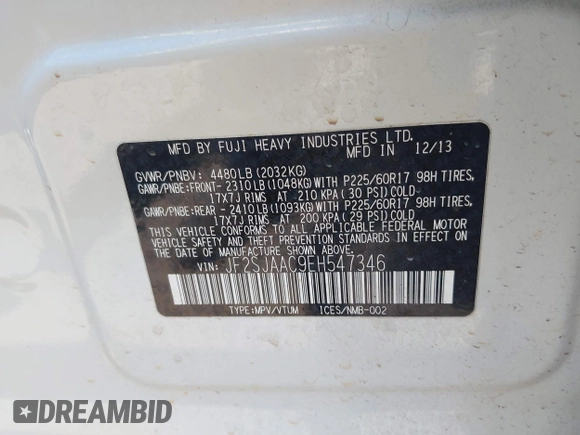 MFD BY FUJI HEAVY INDUSTRIES LTD.
MFD IN 12/13
GVWR/PNBV: 4480LB(2032KG)
GAWR/PNBE:FRONT- 2310LB(1048KG)WITH P225/60R17 98H TIRES,
17X7J RIMS AT 210 KPA(30 PSI)COLD
GAWR/PNBE:REAR - 2410LB(1093KG)WITH P225/60R17 98H TIRES,
17X7J RIMS AT 200 KPA(29 PSI)COLD
THIS VEHICLE CONFORMS TO ALL APPLICABLE FEDERAL MOTOR
VEHICLE SAFETY AND THEFT PREVENTION STANDARDS IN EFFECT ON
THE DATE OF MANUFACTURE SHOWN ABOVE.
VIN: JF2SJAAC9EH547346
TYPE:MPV/VTUM ICES/NMB-002
DREAMBID